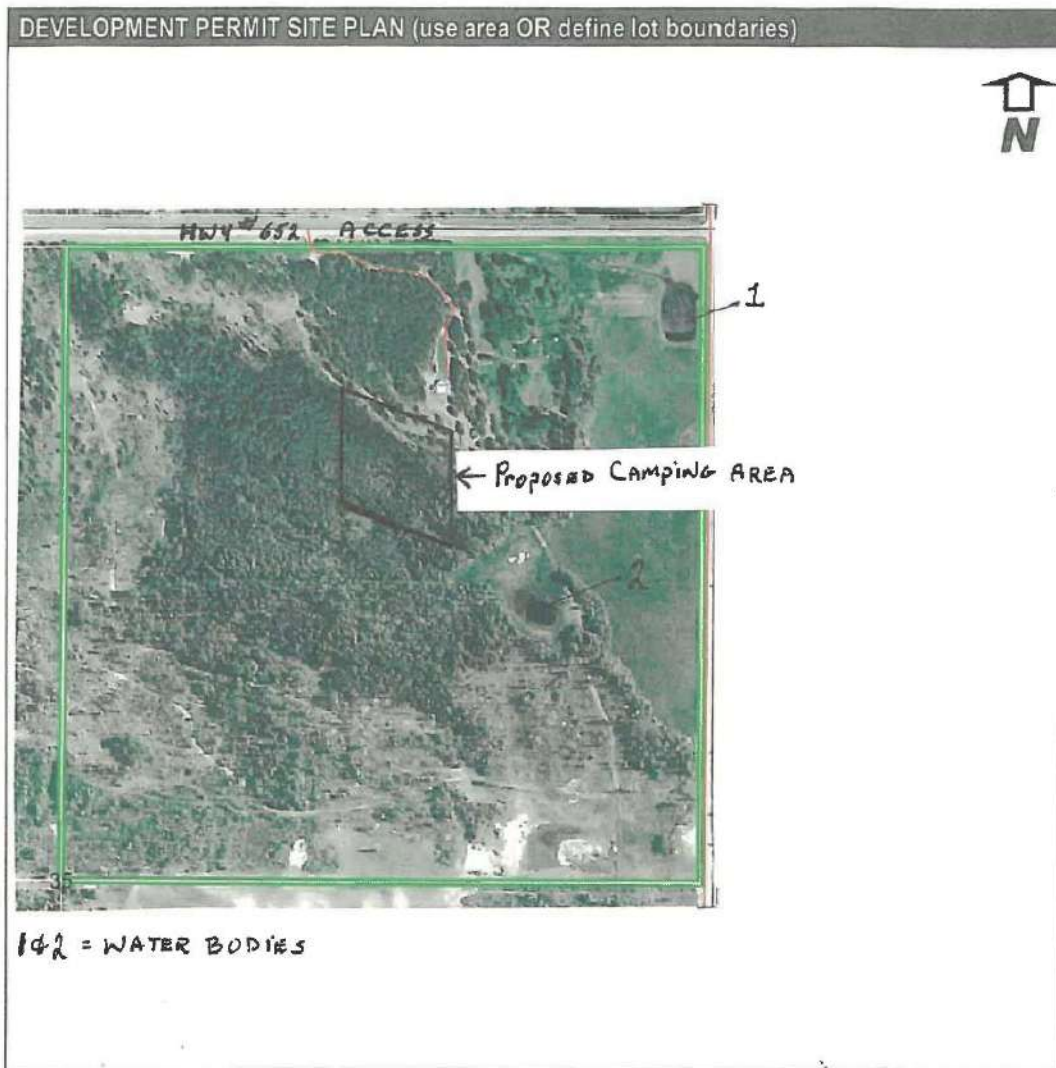 DEVELOPMENT PERMIT SITE PLAN (use area OR define lot boundaries)
N
HWY # 652 ACCESS
1
← PROPOSED CAMPING AREA
2
35
1&2 = WATER BODIES